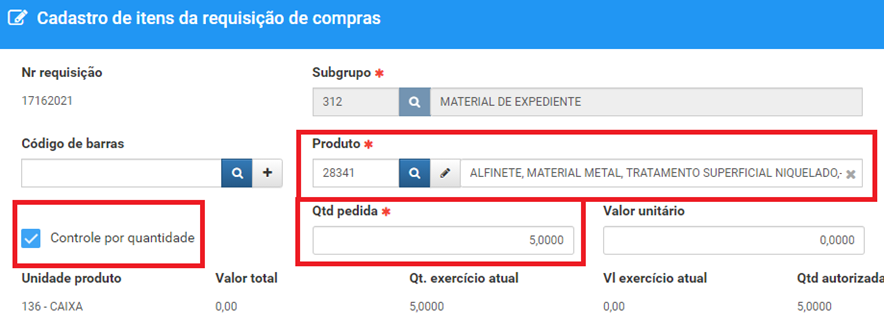 Cadastro de itens da requisição de compras
Nr requisição
Subgrupo *
17162021
312
MATERIAL DE EXPEDIENTE
Código de barras
Produto *
28341
ALFINETE, MATERIAL METAL, TRATAMENTO SUPERFICIAL NIQUELADO,-
Qtd pedida *
Valor unitário
Controle por quantidade
5,0000
0,0000
Unidade produto
Valor total
Qt. exercício atual
Vl exercício atual
Qtd autorizada
136 - CAIXA
0,00
5,0000
0,00
5,0000